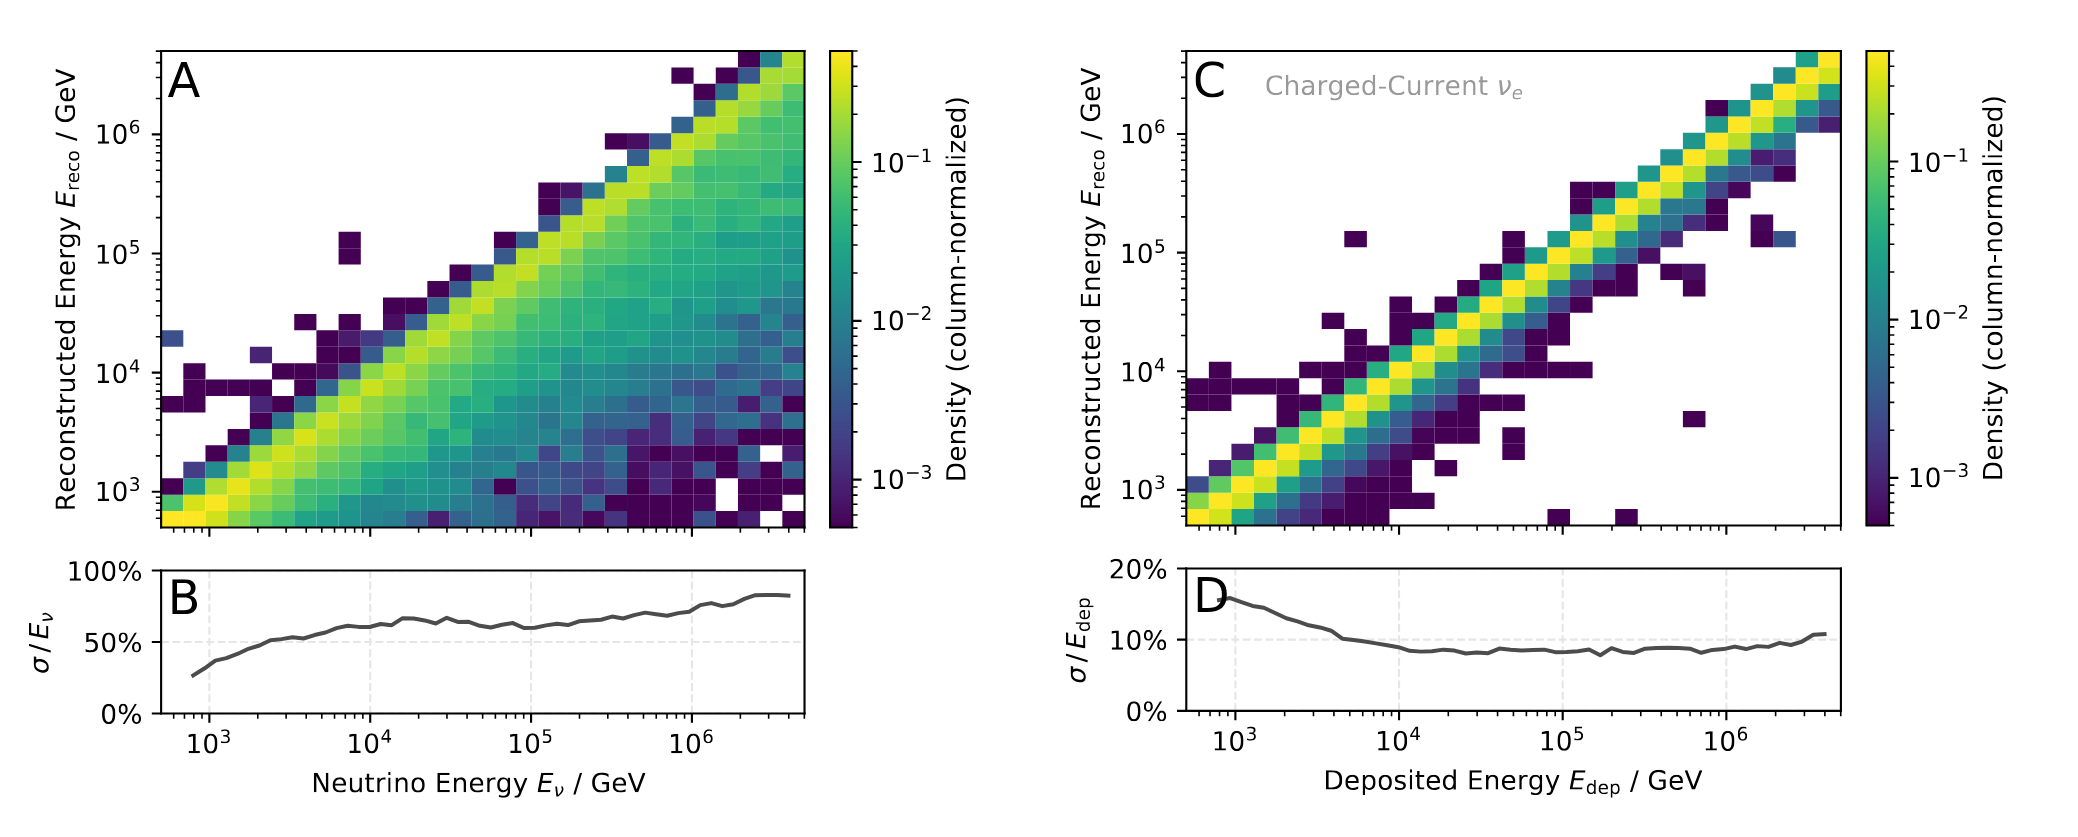 A
Reconstructed Energy E_reco / GeV
10^6
10^5
10^4
10^3
10^-1
10^-2
10^-3
Density (column-normalized)
B
σ/E_ν
100%
50%
0%
10^3 10^4 10^5 10^6
Neutrino Energy E_ν / GeV
C
Charged-Current ν_e
Reconstructed Energy E_reco / GeV
10^6
10^5
10^4
10^3
10^-1
10^-2
10^-3
Density (column-normalized)
D
σ/E_dep
20%
10%
0%
10^3 10^4 10^5 10^6
Deposited Energy E_dep / GeV